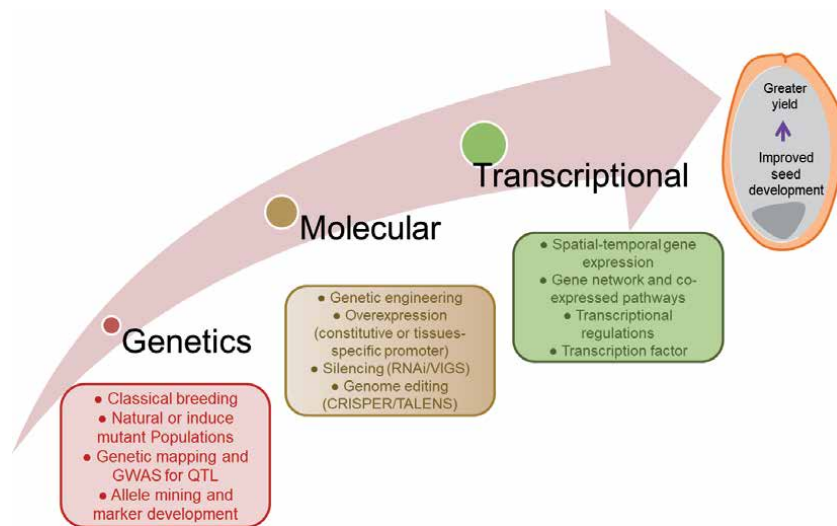 Greater
yield
Improved
seed
development
Transcriptional
Molecular
Genetics
● Spatial-temporal gene
expression
● Gene network and co-
expressed pathways
● Transcriptional
regulations
● Transcription factor
● Genetic engineering
● Overexpression
(constitutive or tissues-
specific promoter)
● Silencing (RNAi/VIGS)
● Genome editing
(CRISPER/TALENS)
● Classical breeding
● Natural or induce
mutant Populations
● Genetic mapping and
GWAS for QTL
● Allele mining and
marker development